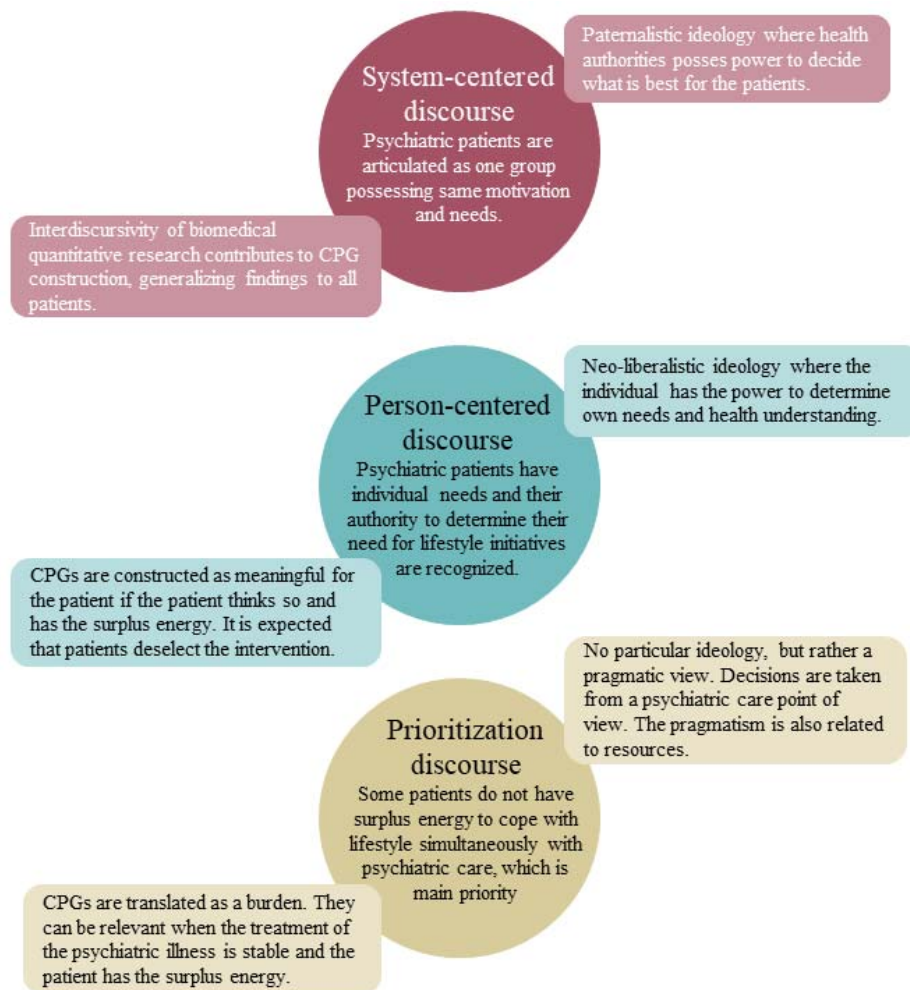 Paternalistic ideology where health
authorities posses power to decide
what is best for the patients.
System-centered
discourse
Psychiatric patients are
articulated as one group
possessing same motivation
and needs.
Interdiscursivity of biomedical
quantitative research contributes to CPG
construction, generalizing findings to all
patients.
Neo-liberalistic ideology where the
individual has the power to determine
own needs and health understanding.
Person-centered
discourse
Psychiatric patients have
individual needs and their
authority to determine their
need for lifestyle initiatives
are recognized.
CPGs are constructed as meaningful for
the patient if the patient thinks so and
has the surplus energy. It is expected
that patients deselect the intervention.
No particular ideology, but rather a
pragmatic view. Decisions are taken
from a psychiatric care point of
view. The pragmatism is also related
to resources.
Prioritization
discourse
Some patients do not have
surplus energy to cope with
lifestyle simultaneously with
psychiatric care, which is
main priority
CPGs are translated as a burden. They
can be relevant when the treatment of
the psychiatric illness is stable and the
patient has the surplus energy.